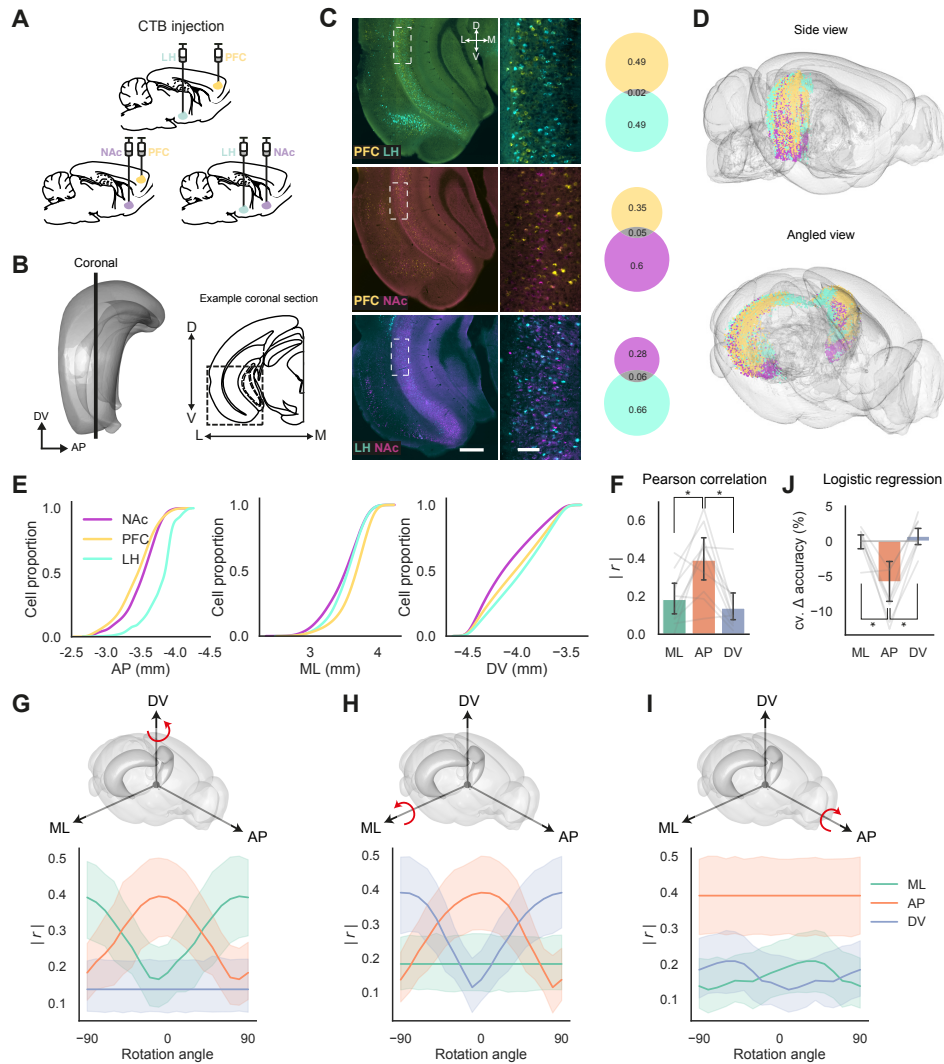 A
CTB injection
LH PFC
NAc PFC
LH NAc
B
Coronal
DV
AP
Example coronal section
D
V
L M
C
D
L M
V
PFC LH
PFC NAc
LH NAc
0.49
0.02
0.49
0.35
0.05
0.6
0.28
0.06
0.66
D
Side view
Angled view
E
Cell proportion
1.0
0.5
0.0
NAc
PFC
LH
-2.5 -3.5 -4.5
AP (mm)
Cell proportion
1.0
0.5
0.0
3 4
ML (mm)
Cell proportion
1.0
0.5
0.0
-4.5 -3.5
DV (mm)
F
Pearson correlation
* *
| r |
0.6
0.4
0.2
0.0
ML AP DV
J
Logistic regression
cv. Δ accuracy (%)
0
−5
−10
* *
ML AP DV
G
DV
ML
AP
| r |
0.5
0.4
0.3
0.2
0.1
−90 0 90
Rotation angle
H
DV
ML
AP
| r |
0.5
0.4
0.3
0.2
0.1
−90 0 90
Rotation angle
I
DV
ML
AP
| r |
0.5
0.4
0.3
0.2
0.1
−90 0 90
Rotation angle
ML
AP
DV